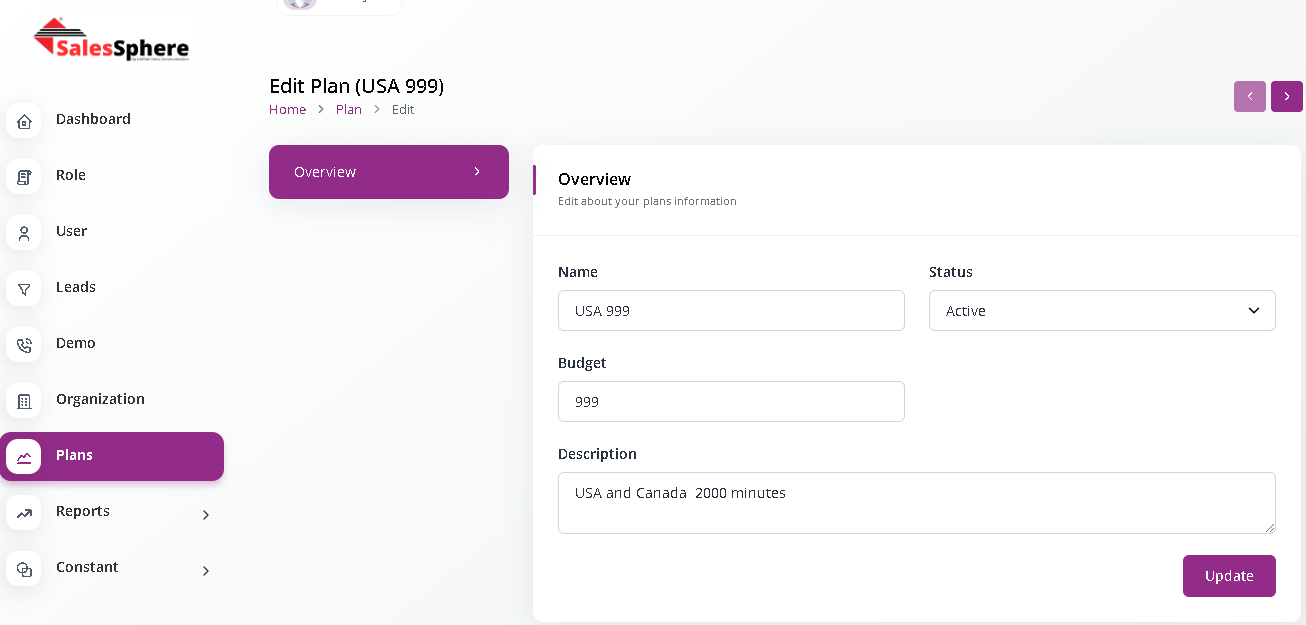 SalesSphere
Edit Plan (USA 999)
Home > Plan > Edit
Dashboard
Role
User
Leads
Demo
Organization
Plans
Reports
Constant
Overview
Overview
Edit about your plans information
Name
USA 999
Status
Active
Budget
999
Description
USA and Canada  2000 minutes
Update